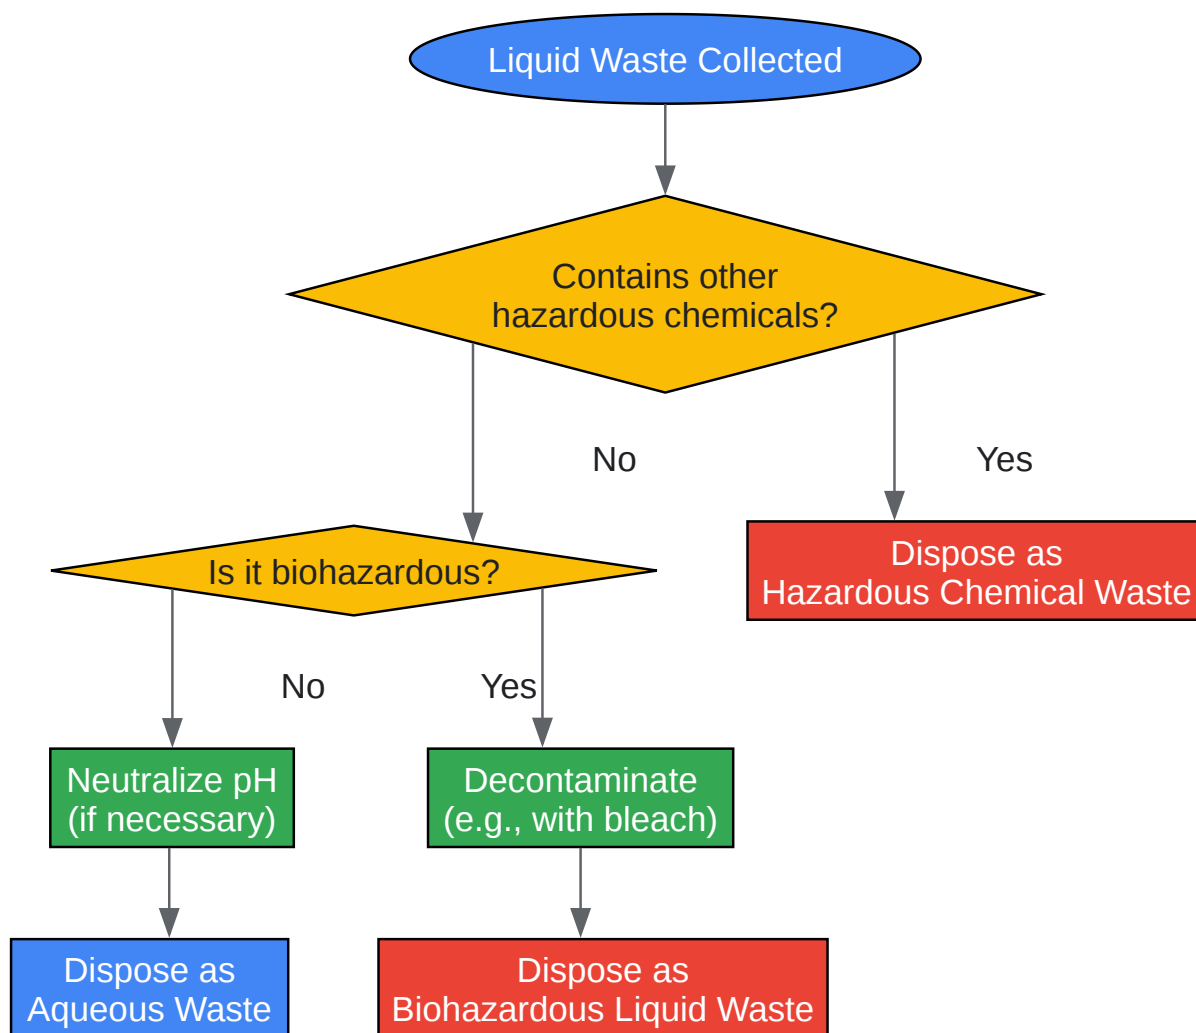 Liquid Waste Collected
Contains other
hazardous chemicals?
No
Yes
Is it biohazardous?
Dispose as
Hazardous Chemical Waste
No
Yes
Neutralize pH
(if necessary)
Decontaminate
(e.g., with bleach)
Dispose as
Aqueous Waste
Dispose as
Biohazardous Liquid Waste